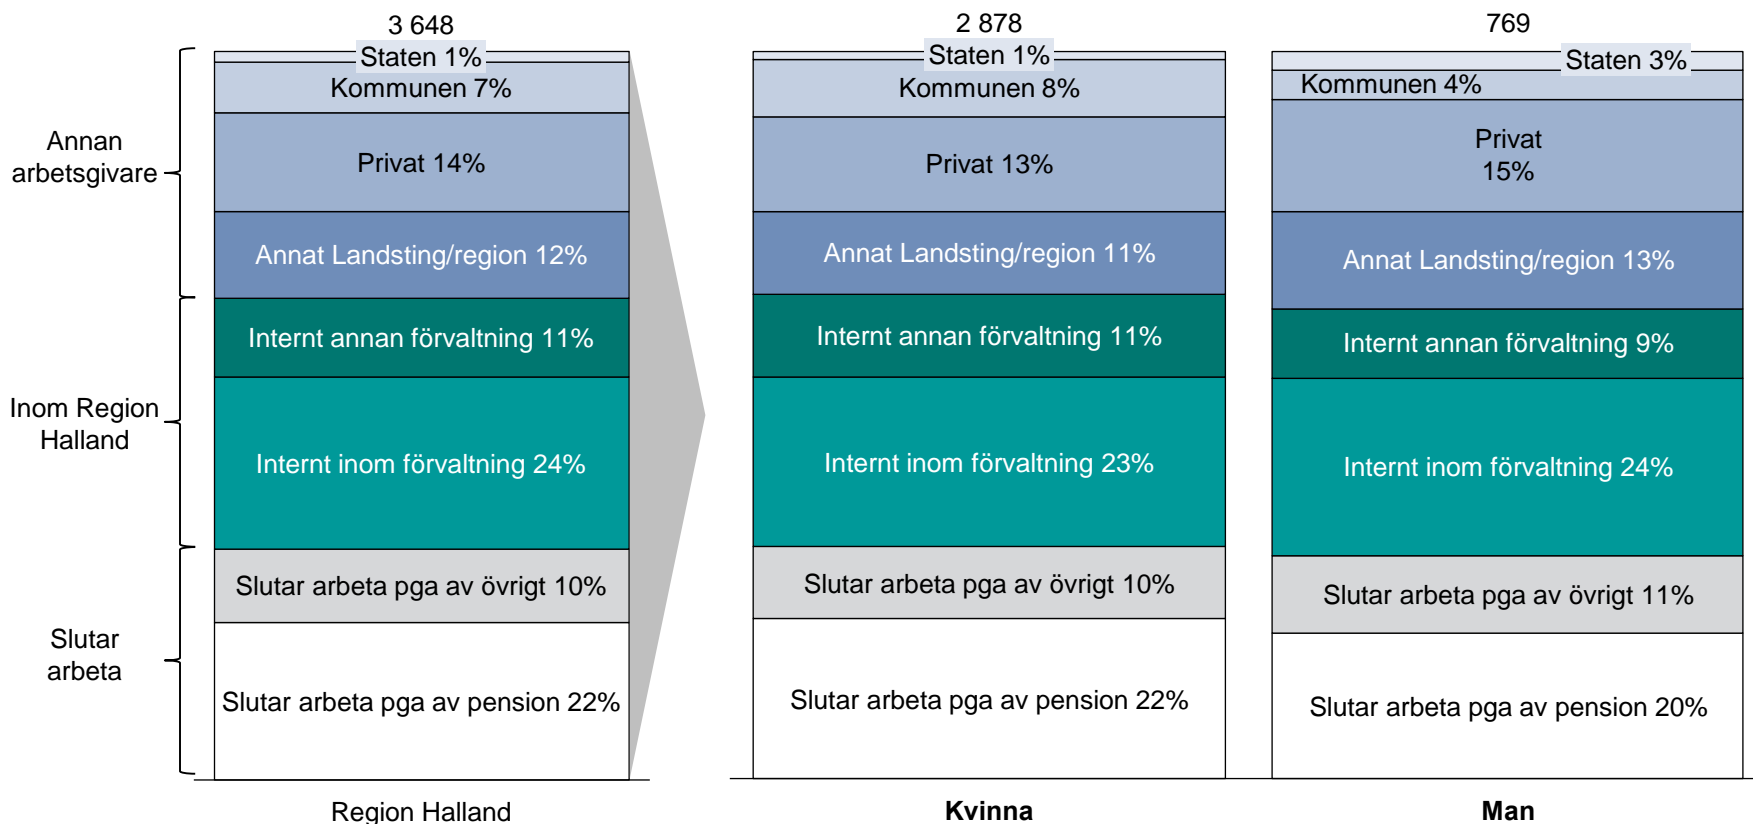 3 648
Staten 1%
Kommunen 7%
Privat 14%
Annat Landsting/region 12%
Internt annan förvaltning 11%
Internt inom förvaltning 24%
Slutar arbeta pga av övrigt 10%
Slutar arbeta pga av pension 22%
Region Halland
Annan
arbetsgivare
Inom Region
Halland
Slutar
arbeta
2 878
Staten 1%
Kommunen 8%
Privat 13%
Annat Landsting/region 11%
Internt annan förvaltning 11%
Internt inom förvaltning 23%
Slutar arbeta pga av övrigt 10%
Slutar arbeta pga av pension 22%
Kvinna
769
Staten 3%
Kommunen 4%
Privat
15%
Annat Landsting/region 13%
Internt annan förvaltning 9%
Internt inom förvaltning 24%
Slutar arbeta pga av övrigt 11%
Slutar arbeta pga av pension 20%
Man